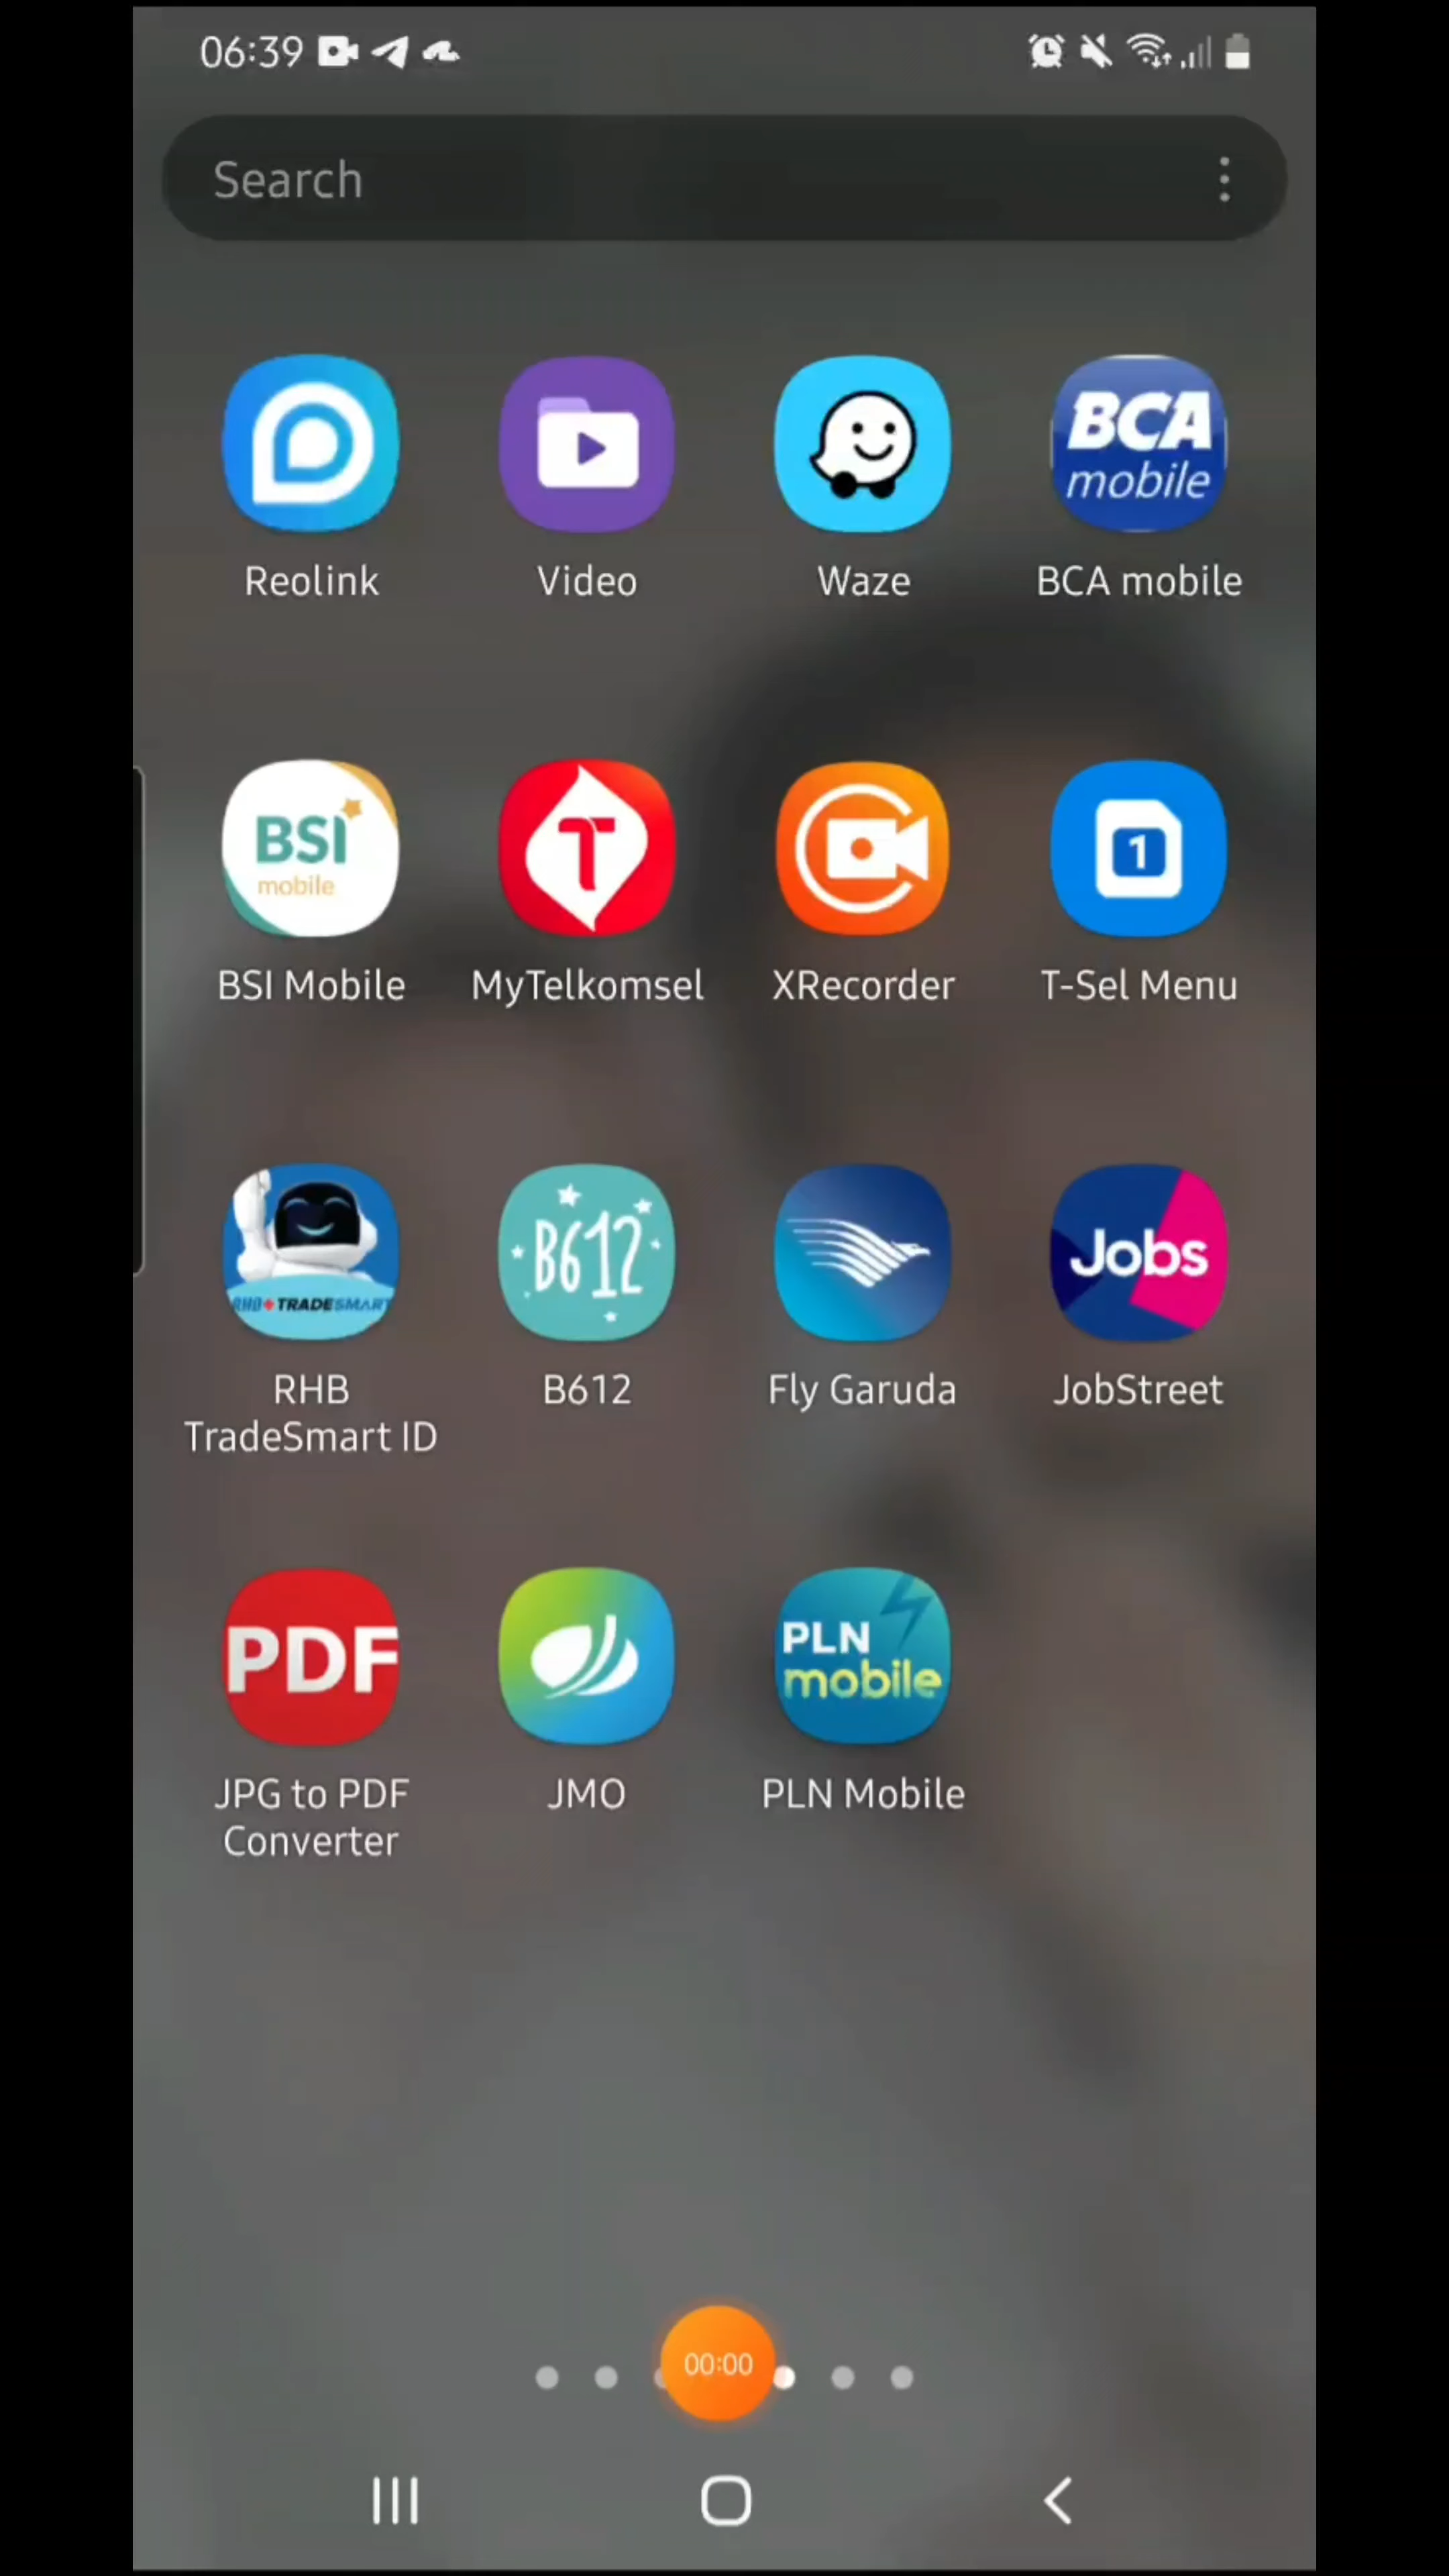 06:39
Search
BCA
mobile
Reolink
Video
Waze
BCA mobile
BSI
mobile
T
1
BSI Mobile
MyTelkomsel
XRecorder
T-Sel Menu
RHB TRADESMART
B612
Jobs
RHB
TradeSmart ID
B612
Fly Garuda
JobStreet
PDF
PLN
mobile
JPG to PDF
Converter
JMO
PLN Mobile
00:00